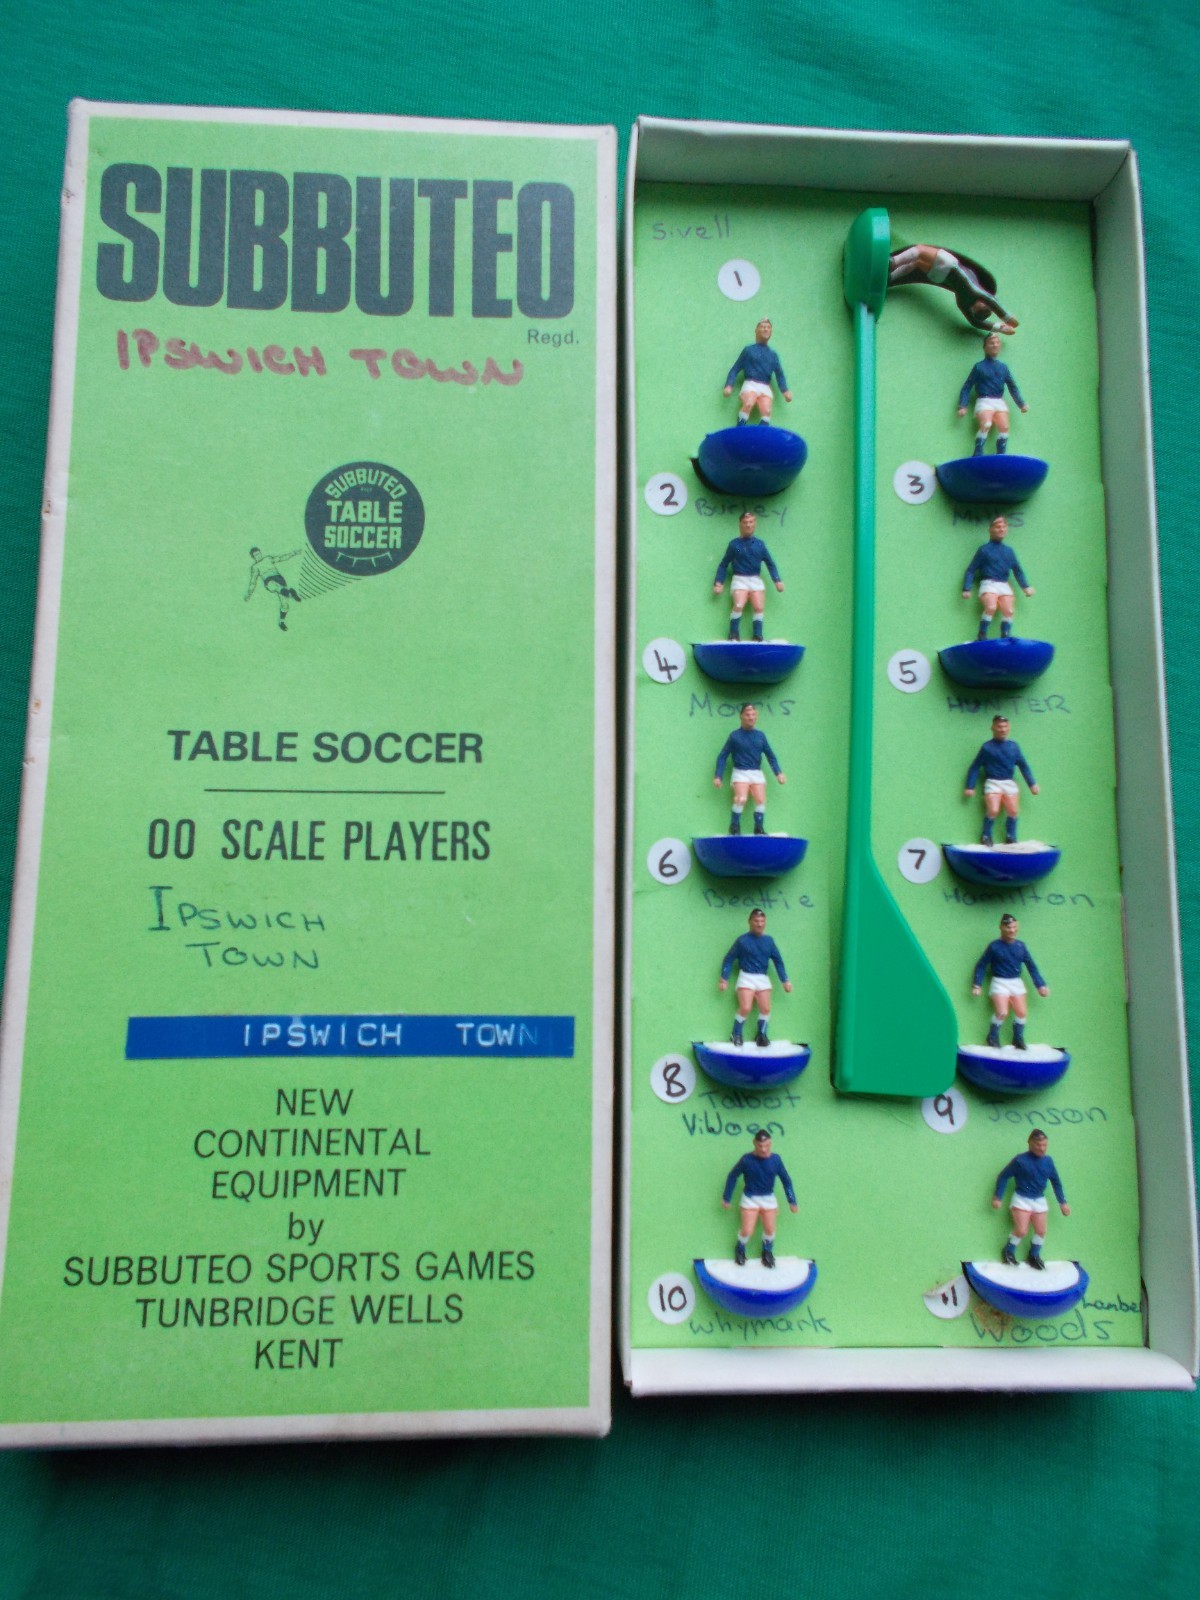 SUBBUTEO
Regd.
IPSWICH TOWN
SUBBUTEO
TABLE
SOCCER
TABLE SOCCER
00 SCALE PLAYERS
IPSWICH
TOWN
IPSWICH TOWN
NEW
CONTINENTAL
EQUIPMENT
by
SUBBUTEO SPORTS GAMES
TUNBRIDGE WELLS
KENT
Sivell
1
2 Burley
3 Mills
4 Morris
5 HUNTER
6 Beattie
7 Hamilton
8 Talbot
Viljoen
9 Jonson
10 Whymark
11 Woods